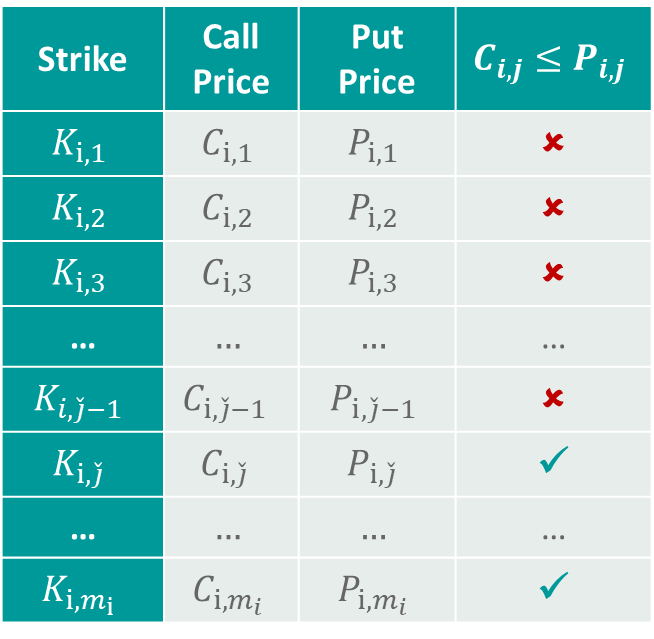 Strike Call Price Put Price C_{i,j} ≤ P_{i,j}
K_{i,1} C_{i,1} P_{i,1} ✘
K_{i,2} C_{i,2} P_{i,2} ✘
K_{i,3} C_{i,3} P_{i,3} ✘
... ... ... ...
K_{i,ǰ−1} C_{i,ǰ−1} P_{i,ǰ−1} ✘
K_{i,ǰ} C_{i,ǰ} P_{i,ǰ} ✓
... ... ... ...
K_{i,m_i} C_{i,m_i} P_{i,m_i} ✓